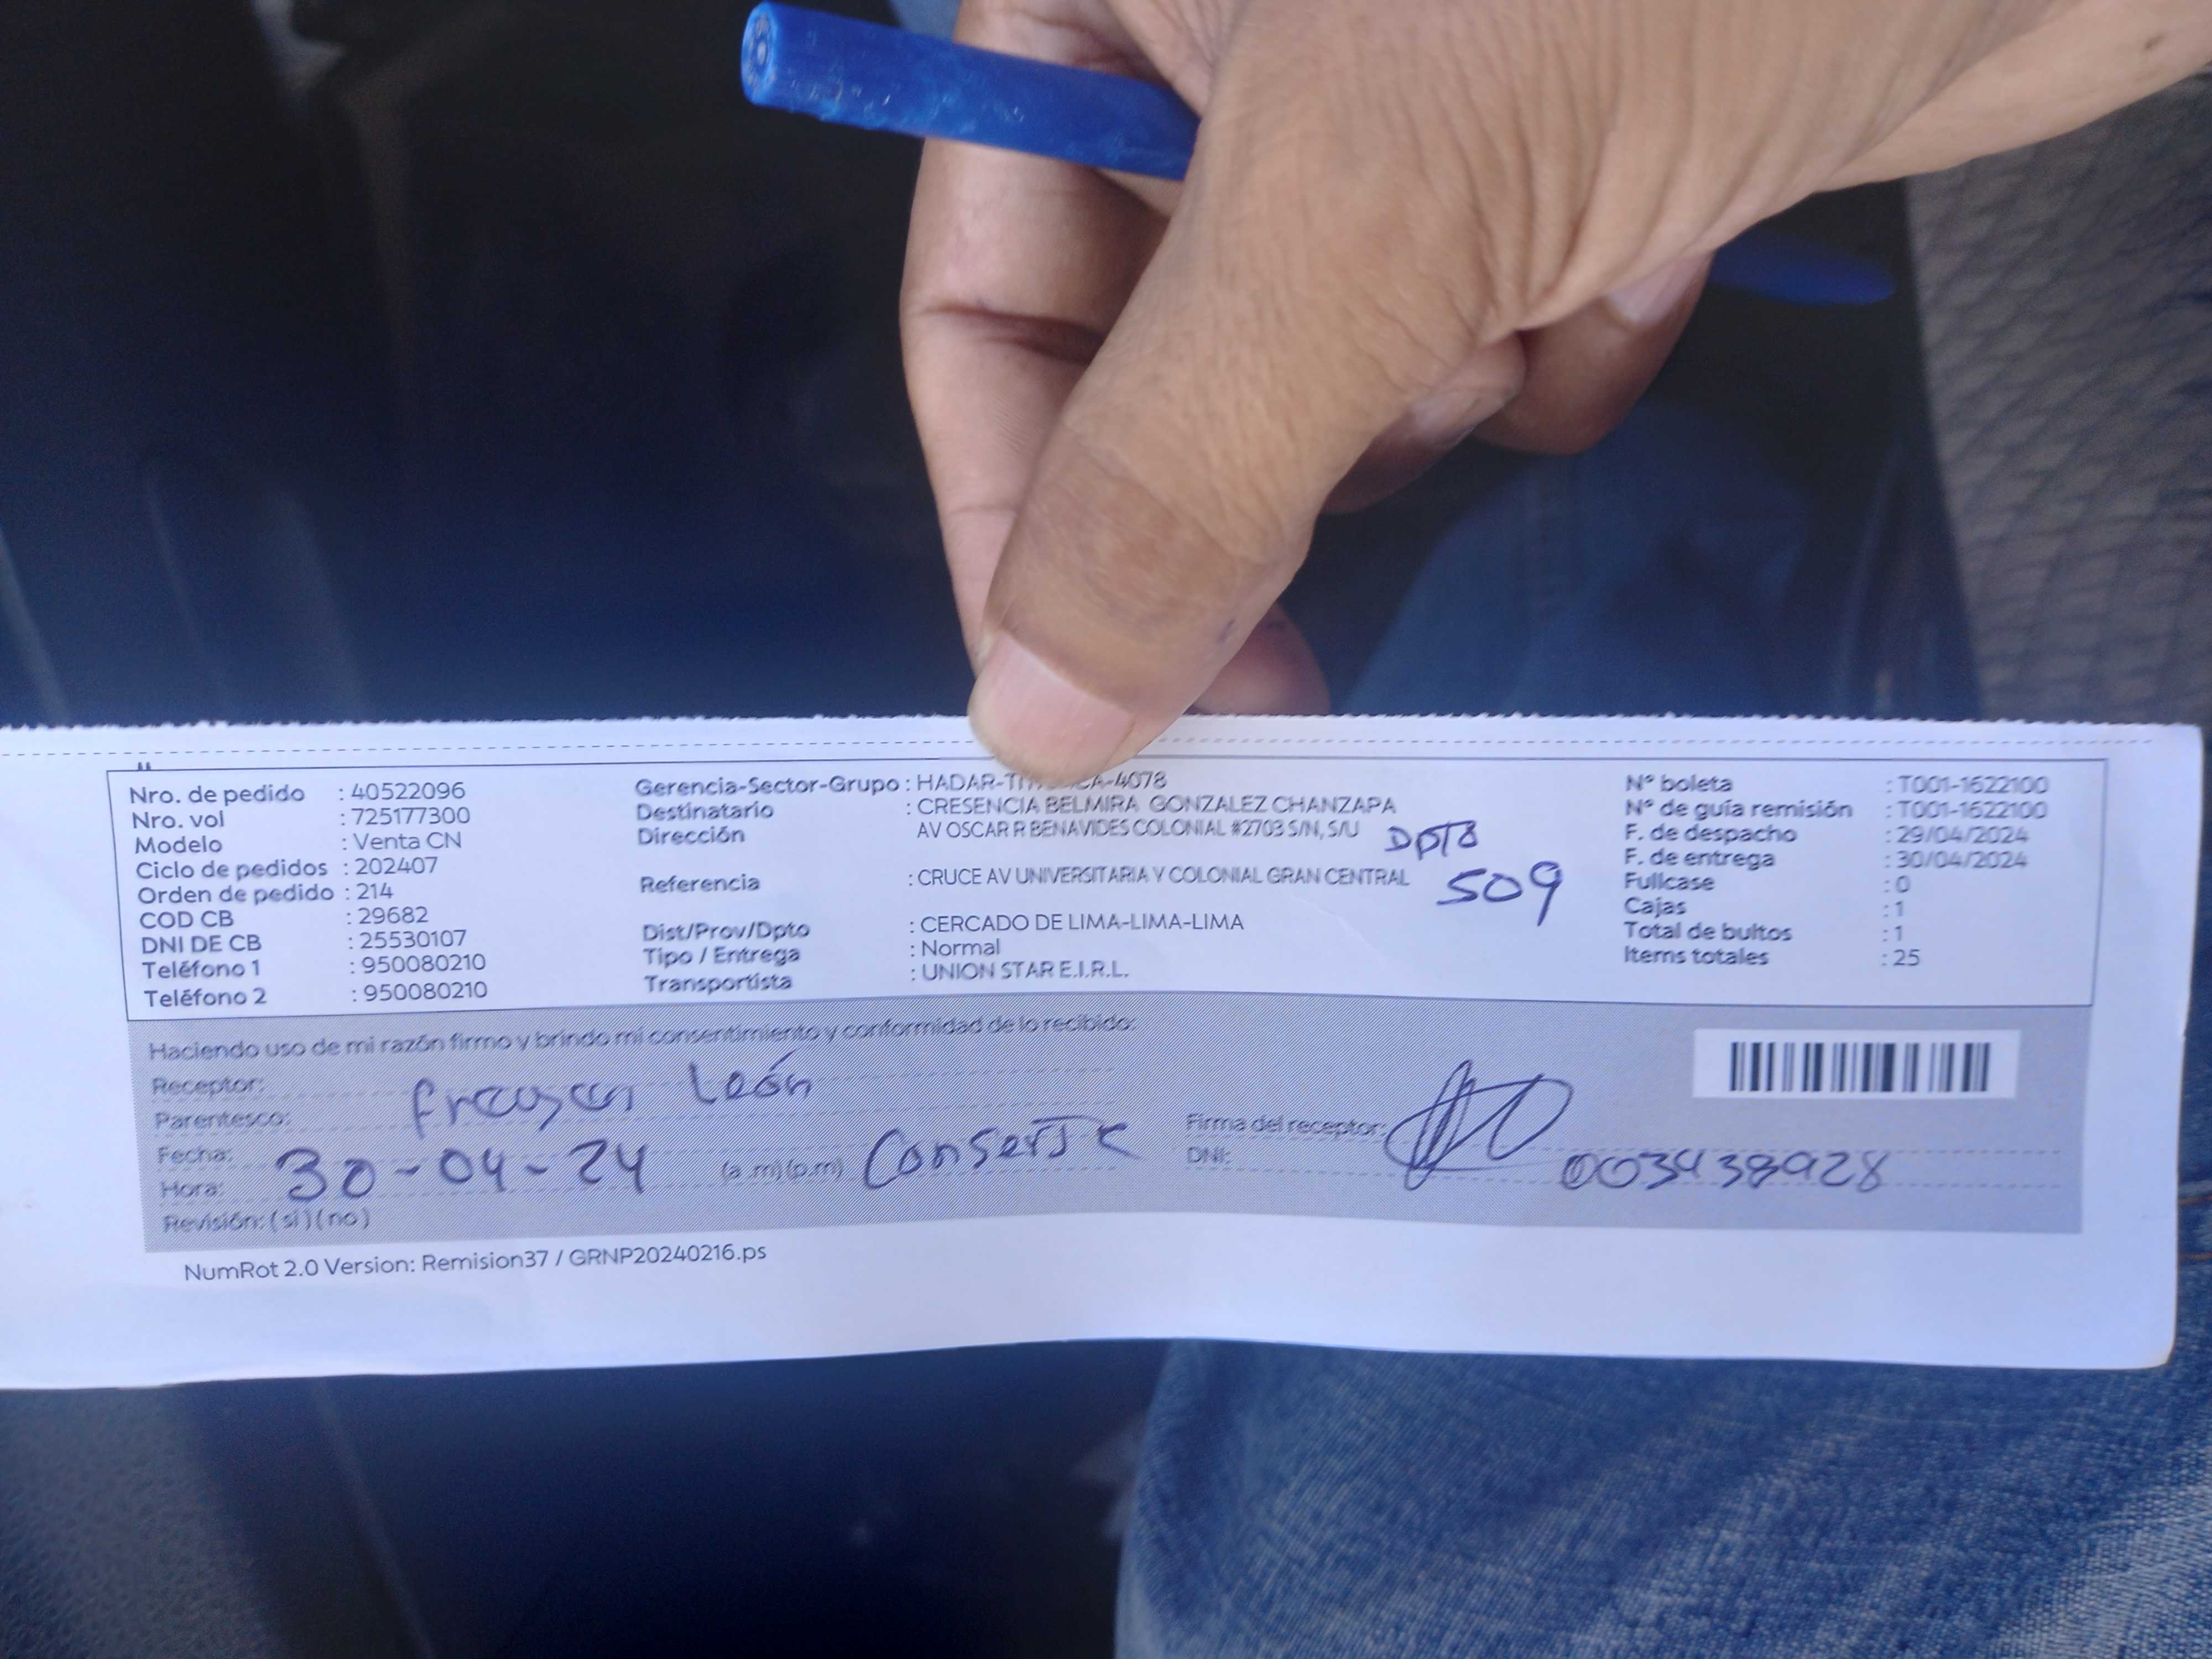 Nro. de pedido : 40522096
Nro. vol : 725177300
Modelo : Venta CN
Ciclo de pedidos : 202407
Orden de pedido : 214
COD CB : 29682
DNI DE CB : 25530107
Teléfono 1 : 950080210
Teléfono 2 : 950080210
Gerencia-Sector-Grupo : HADAR- -4078
Destinatario : CRESENCIA BELMIRA GONZALEZ CHANZAPA
Dirección AV OSCAR R BENAVIDES COLONIAL #2703 S/N, S/U DPTO
509
Referencia : CRUCE AV UNIVERSITARIA Y COLONIAL GRAN CENTRAL
Dist/Prov/Dpto : CERCADO DE LIMA-LIMA-LIMA
Tipo / Entrega : Normal
Transportista : UNION STAR E.I.R.L.
N° boleta : T001-1622100
N° de guía remisión : T001-1622100
F. de despacho : 29/04/2024
F. de entrega : 30/04/2024
Fullcase : 0
Cajas : 1
Total de bultos : 1
Items totales : 25
Haciendo uso de mi razón firmo y brindo mi consentimiento y conformidad de lo recibido:
Receptor: León
Parentesco:
Fecha: 30-04-24 (a.m)(p.m) Conserje
Hora:
Revisión: (si) (no)
Firma del receptor:
DNI: 003438928
NumRot 2.0 Version: Remision37 / GRNP20240216.ps